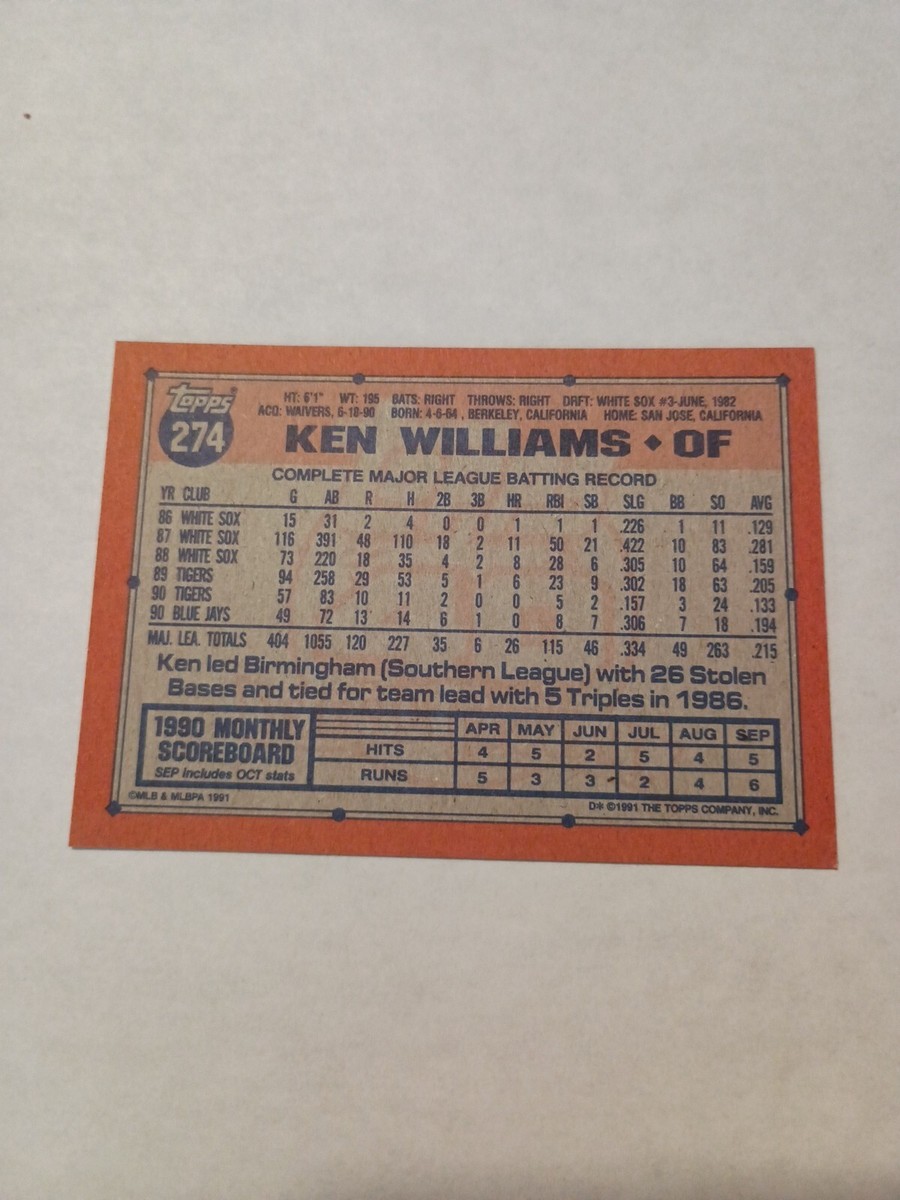 topps
274
HT: 6'1" WT: 195 BATS: RIGHT THROWS: RIGHT DRFT: WHITE SOX #3-JUNE, 1982
ACQ: WAIVERS, 6-18-90 BORN: 4-6-64, BERKELEY, CALIFORNIA HOME: SAN JOSE, CALIFORNIA
KEN WILLIAMS ♦ OF
COMPLETE MAJOR LEAGUE BATTING RECORD
YR CLUB G AB R H 2B 3B HR RBI SB SLG BB SO AVG
86 WHITE SOX 15 31 2 4 0 0 1 1 1 .226 1 11 .129
87 WHITE SOX 116 391 48 110 18 2 11 50 21 .422 10 83 .281
88 WHITE SOX 73 220 18 35 4 2 8 28 6 .305 10 64 .159
89 TIGERS 94 258 29 53 5 1 6 23 9 .302 18 63 .205
90 TIGERS 57 83 10 11 2 0 0 5 2 .157 3 24 .133
90 BLUE JAYS 49 72 13 14 6 1 0 8 7 .306 7 18 .194
MAJ. LEA. TOTALS 404 1055 120 227 35 6 26 115 46 .334 49 263 .215
Ken led Birmingham (Southern League) with 26 Stolen
Bases and tied for team lead with 5 Triples in 1986.
1990 MONTHLY
SCOREBOARD
SEP includes OCT stats
APR MAY JUN JUL AUG SEP
HITS 4 5 2 5 4 5
RUNS 5 3 3 2 4 6
©MLB & MLBPA 1991
D* ©1991 THE TOPPS COMPANY, INC.